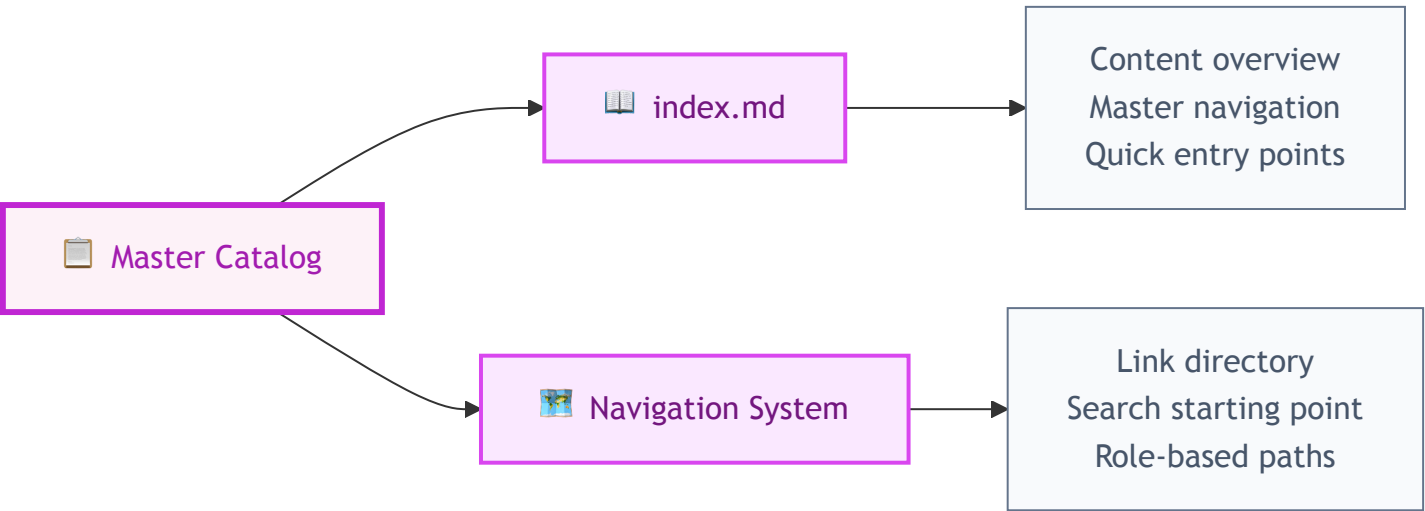 Master Catalog
index.md
Content overview
Master navigation
Quick entry points
Navigation System
Link directory
Search starting point
Role-based paths